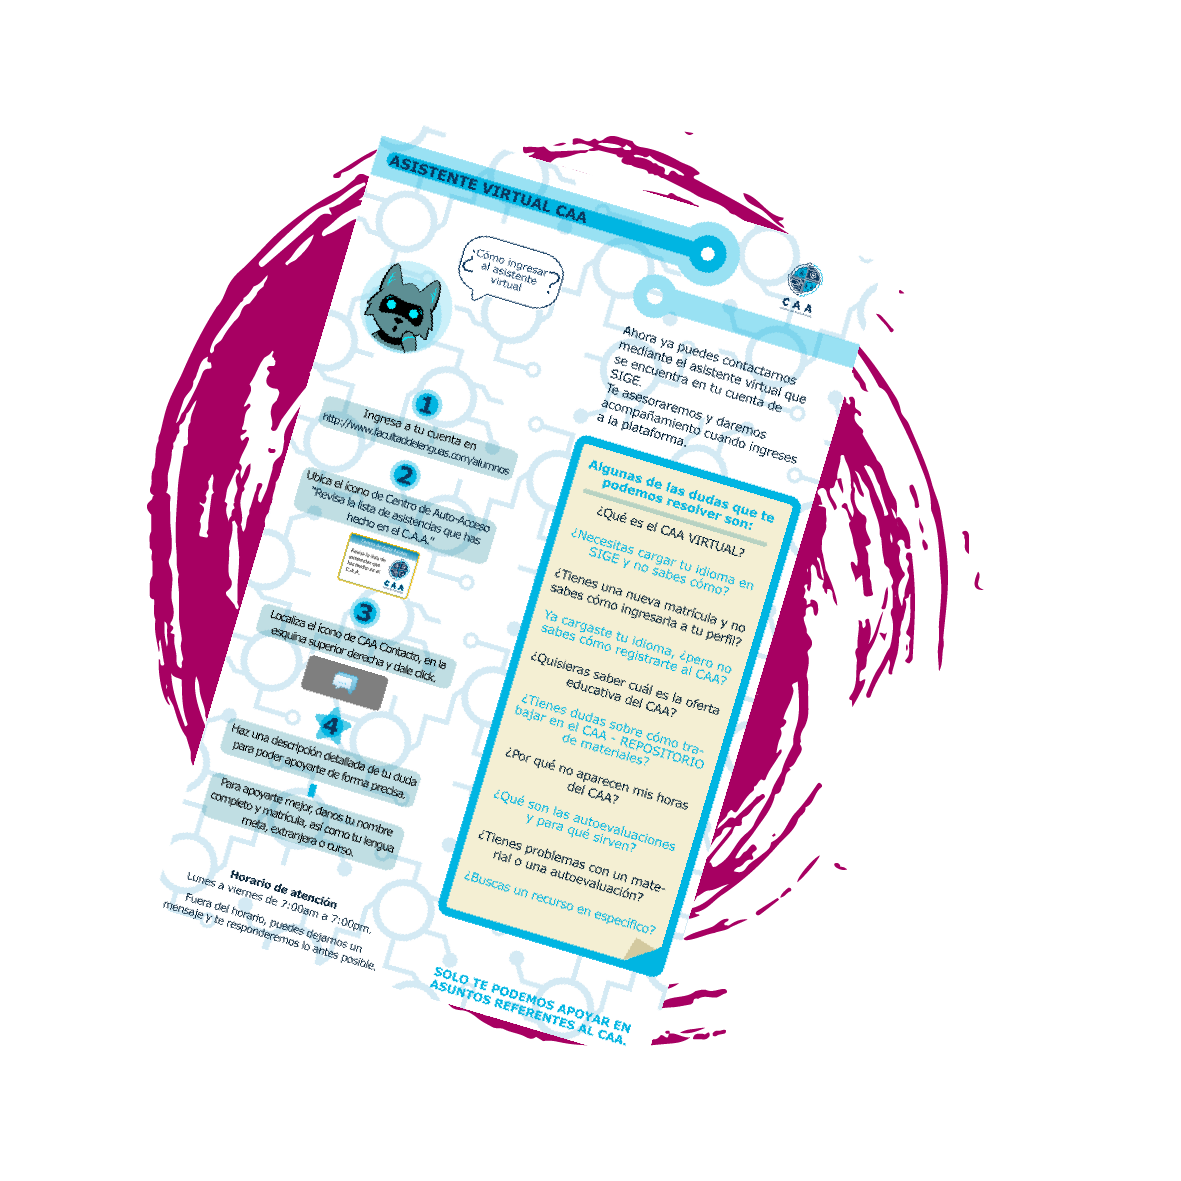 ASISTENTE VIRTUAL CAA
¿Cómo ingresar
al asistente
virtual?
CAA
Ahora ya puedes contactarnos
mediante el asistente virtual que
se encuentra en tu cuenta de
SIGE.
Te asesoraremos y daremos
acompañamiento cuando ingreses
a la plataforma.
1
Ingresa a tu cuenta en
http://www.facultaddelenguas.com/alumnos
2
Ubica el ícono de Centro de Auto-Acceso
"Revisa la lista de asistencias que has
hecho en el C.A.A."
Revisa la lista de
asistencias que
has hecho en el
C.A.A.
CAA
3
Localiza el ícono de CAA Contacto, en la
esquina superior derecha y dale click.
4
Haz una descripción detallada de tu duda
para poder apoyarte de forma precisa.
Para apoyarte mejor, danos tu nombre
completo y matrícula, así como tu lengua
meta, extranjera o curso.
Horario de atención
Lunes a viernes de 7:00am a 7:00pm.
Fuera del horario, puedes dejarnos un
mensaje y te responderemos lo antes posible.
Algunas de las dudas que te
podemos resolver son:
¿Qué es el CAA VIRTUAL?
¿Necesitas cargar tu idioma en
SIGE y no sabes cómo?
¿Tienes una nueva matrícula y no
sabes cómo ingresarla a tu perfil?
Ya cargaste tu idioma, ¿pero no
sabes cómo registrarte al CAA?
¿Quisieras saber cuál es la oferta
educativa del CAA?
¿Tienes dudas sobre cómo tra-
bajar en el CAA - REPOSITORIO
de materiales?
¿Por qué no aparecen mis horas
del CAA?
¿Qué son las autoevaluaciones
y para qué sirven?
¿Tienes problemas con un mate-
rial o una autoevaluación?
¿Buscas un recurso en específico?
SOLO TE PODEMOS APOYAR EN
ASUNTOS REFERENTES AL CAA.